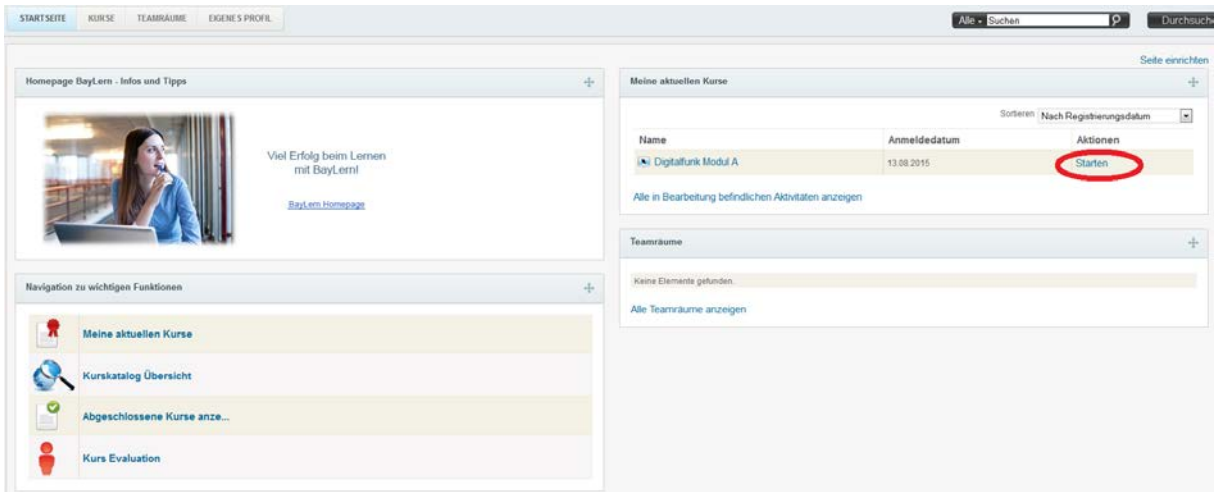 STARTSEITE KURSE TEAMRÄUME EIGENES PROFIL
Alle Suchen
Durchsuche
Seite einrichten
Homepage BayLern - Infos und Tipps
Viel Erfolg beim Lernen
mit BayLern!
BayLern Homepage
Navigation zu wichtigen Funktionen
Meine aktuellen Kurse
Kurskatalog Übersicht
Abgeschlossene Kurse anze...
Kurs Evaluation
Meine aktuellen Kurse
Sortieren Nach Registrierungsdatum
Name Anmeldedatum Aktionen
Digitalfunk Modul A 13.08.2015 Starten
Alle in Bearbeitung befindlichen Aktivitäten anzeigen
Teamräume
Keine Elemente gefunden.
Alle Teamräume anzeigen